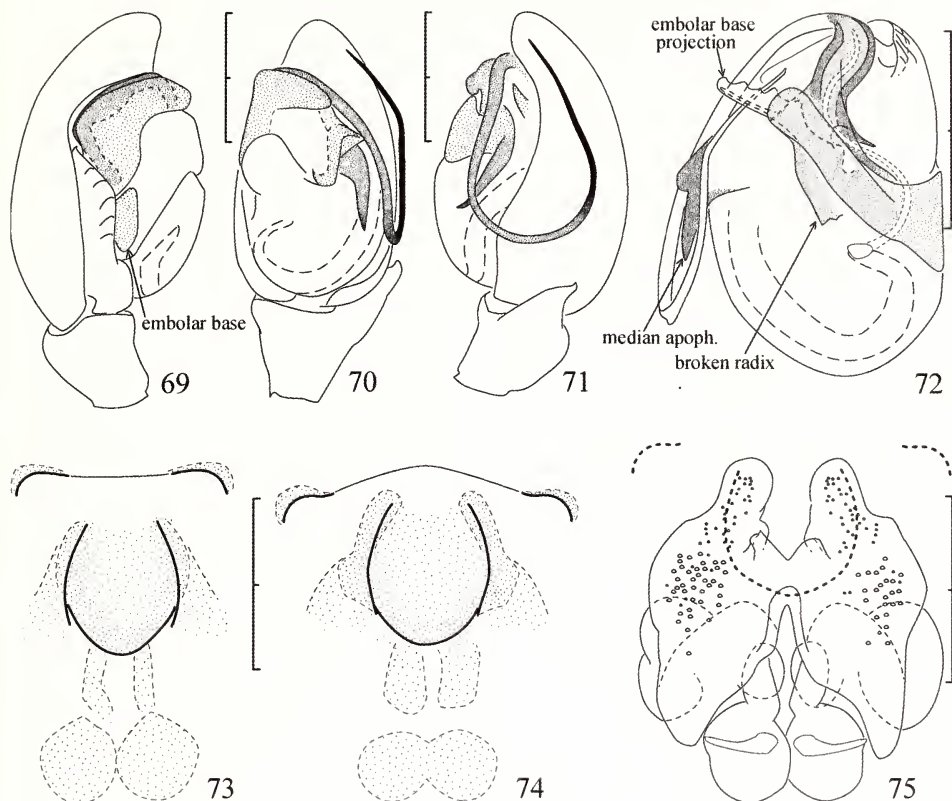 embolar base
projection
embolar base
median apoph.
broken radix
69
70
71
72
73
74
75